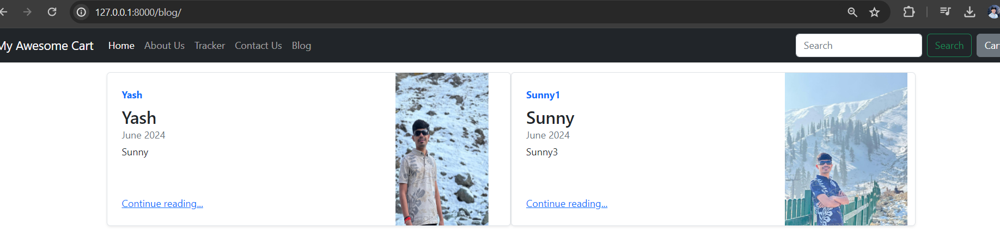 127.0.0.1:8000/blog/
My Awesome Cart Home About Us Tracker Contact Us Blog Search Search
Yash
Yash
June 2024
Sunny
Continue reading...
Sunny1
Sunny
June 2024
Sunny3
Continue reading...